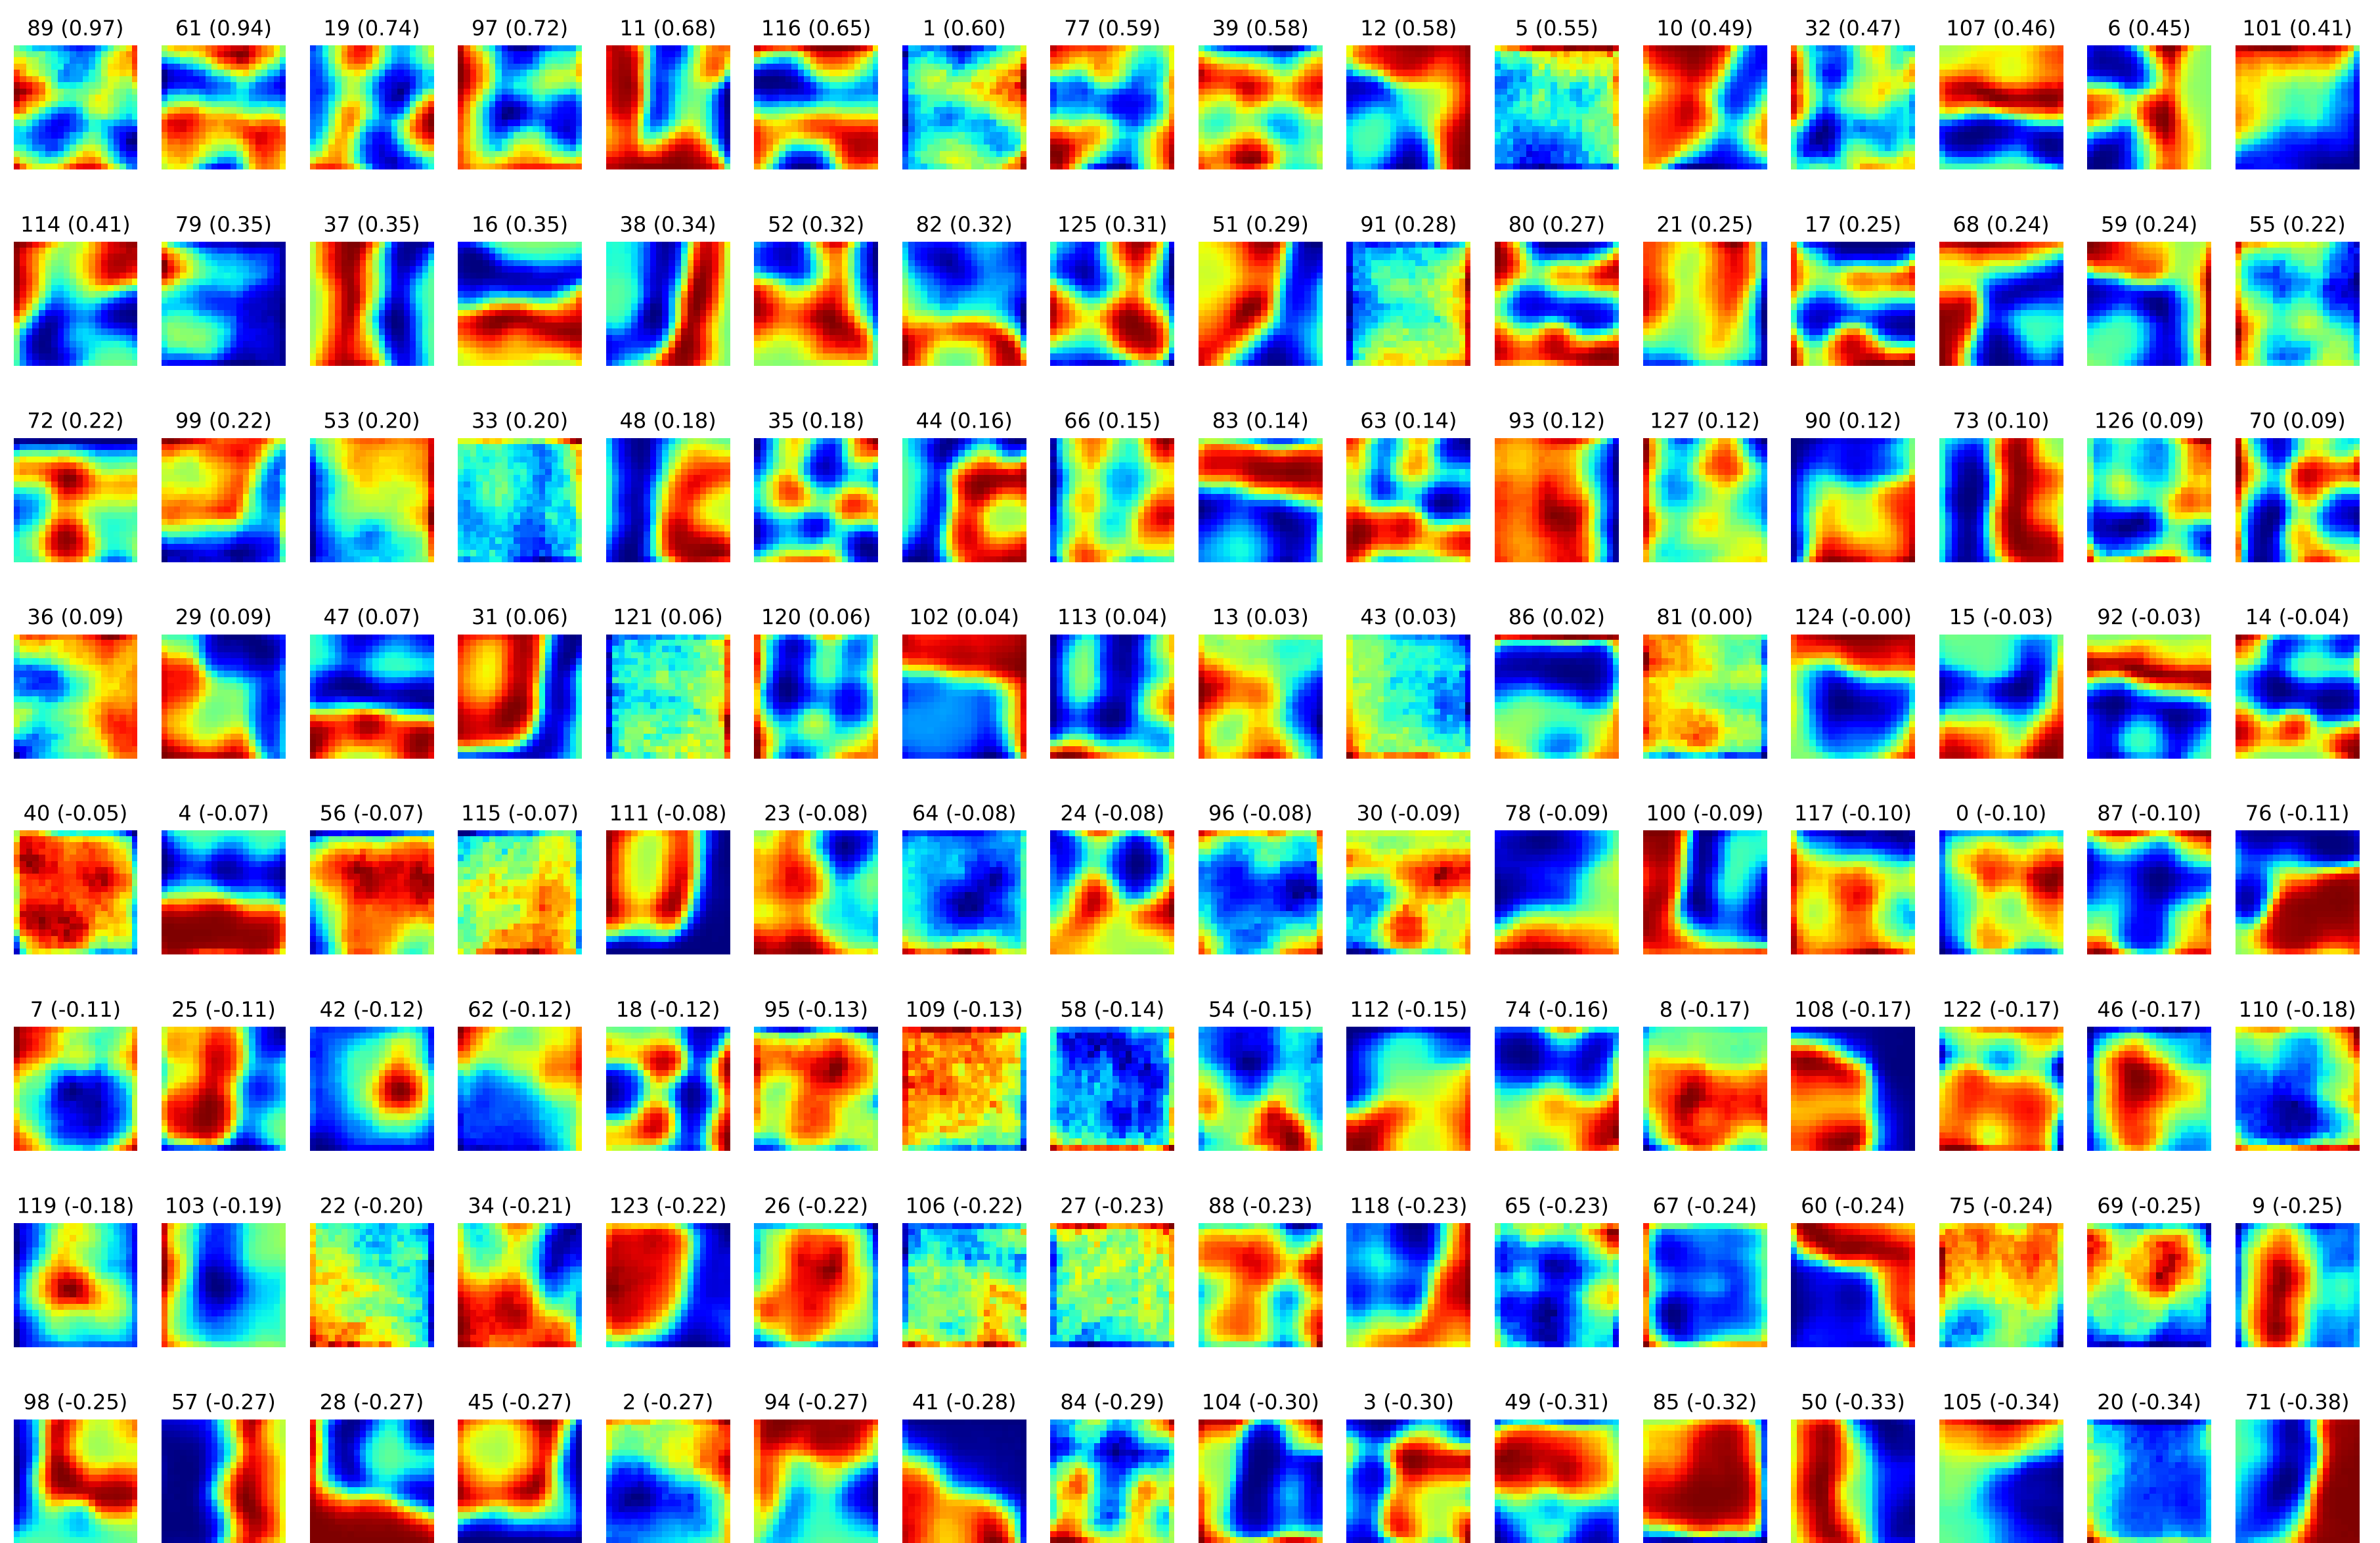 89 (0.97) 61 (0.94) 19 (0.74) 97 (0.72) 11 (0.68) 116 (0.65) 1 (0.60) 77 (0.59) 39 (0.58) 12 (0.58) 5 (0.55) 10 (0.49) 32 (0.47) 107 (0.46) 6 (0.45) 101 (0.41)
114 (0.41) 79 (0.35) 37 (0.35) 16 (0.35) 38 (0.34) 52 (0.32) 82 (0.32) 125 (0.31) 51 (0.29) 91 (0.28) 80 (0.27) 21 (0.25) 17 (0.25) 68 (0.24) 59 (0.24) 55 (0.22)
72 (0.22) 99 (0.22) 53 (0.20) 33 (0.20) 48 (0.18) 35 (0.18) 44 (0.16) 66 (0.15) 83 (0.14) 63 (0.14) 93 (0.12) 127 (0.12) 90 (0.12) 73 (0.10) 126 (0.09) 70 (0.09)
36 (0.09) 29 (0.09) 47 (0.07) 31 (0.06) 121 (0.06) 120 (0.06) 102 (0.04) 113 (0.04) 13 (0.03) 43 (0.03) 86 (0.02) 81 (0.00) 124 (-0.00) 15 (-0.03) 92 (-0.03) 14 (-0.04)
40 (-0.05) 4 (-0.07) 56 (-0.07) 115 (-0.07) 111 (-0.08) 23 (-0.08) 64 (-0.08) 24 (-0.08) 96 (-0.08) 30 (-0.09) 78 (-0.09) 100 (-0.09) 117 (-0.10) 0 (-0.10) 87 (-0.10) 76 (-0.11)
7 (-0.11) 25 (-0.11) 42 (-0.12) 62 (-0.12) 18 (-0.12) 95 (-0.13) 109 (-0.13) 58 (-0.14) 54 (-0.15) 112 (-0.15) 74 (-0.16) 8 (-0.17) 108 (-0.17) 122 (-0.17) 46 (-0.17) 110 (-0.18)
119 (-0.18) 103 (-0.19) 22 (-0.20) 34 (-0.21) 123 (-0.22) 26 (-0.22) 106 (-0.22) 27 (-0.23) 88 (-0.23) 118 (-0.23) 65 (-0.23) 67 (-0.24) 60 (-0.24) 75 (-0.24) 69 (-0.25) 9 (-0.25)
98 (-0.25) 57 (-0.27) 28 (-0.27) 45 (-0.27) 2 (-0.27) 94 (-0.27) 41 (-0.28) 84 (-0.29) 104 (-0.30) 3 (-0.30) 49 (-0.31) 85 (-0.32) 50 (-0.33) 105 (-0.34) 20 (-0.34) 71 (-0.38)